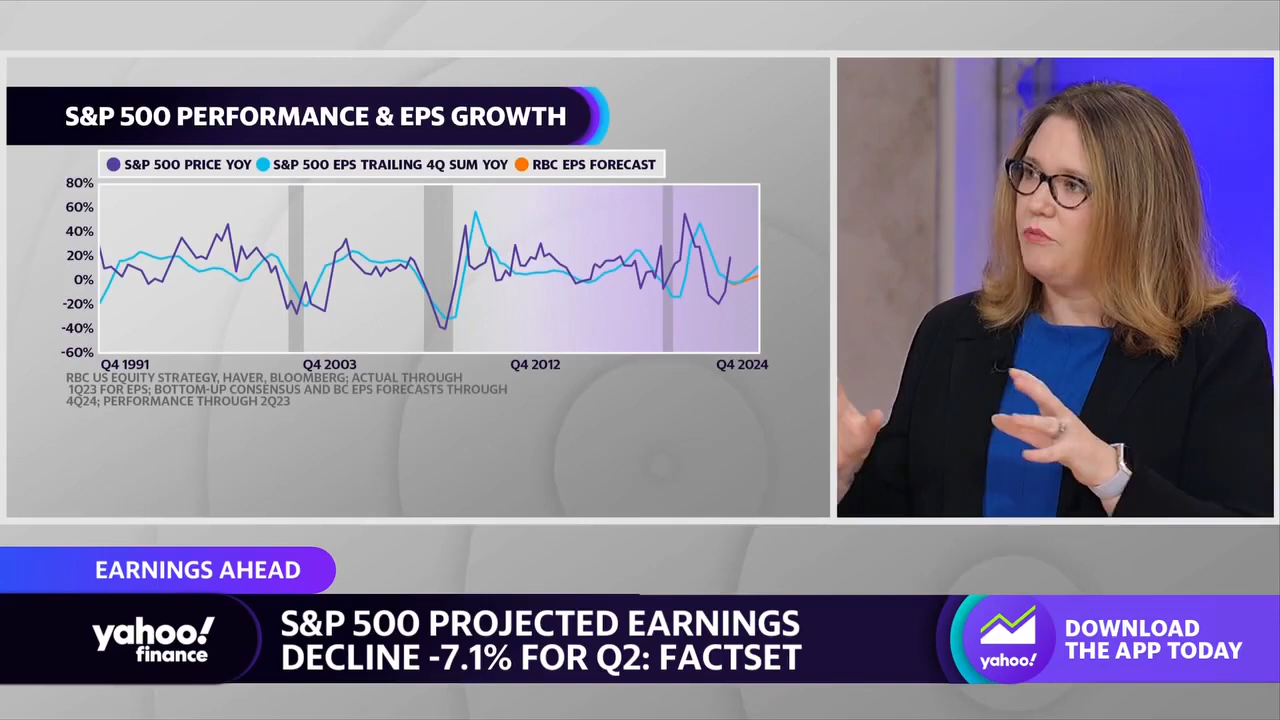 S&P 500 PERFORMANCE & EPS GROWTH
S&P 500 PRICE YOY S&P 500 EPS TRAILING 4Q SUM YOY RBC EPS FORECAST
80%
60%
40%
20%
0%
-20%
-40%
-60%
Q4 1991 Q4 2003 Q4 2012 Q4 2024
RBC US EQUITY STRATEGY, HAVER, BLOOMBERG; ACTUAL THROUGH
1Q23 FOR EPS; BOTTOM-UP CONSENSUS AND BC EPS FORECASTS THROUGH
4Q24; PERFORMANCE THROUGH 2Q23
EARNINGS AHEAD
yahoo!
finance
S&P 500 PROJECTED EARNINGS
DECLINE -7.1% FOR Q2: FACTSET
yahoo!
DOWNLOAD
THE APP TODAY